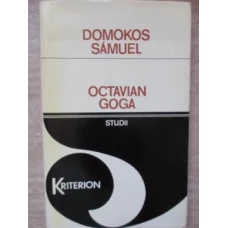 DOMOKOS
SÁMUEL
OCTAVIAN
GOGA
STUDII
KRITERION